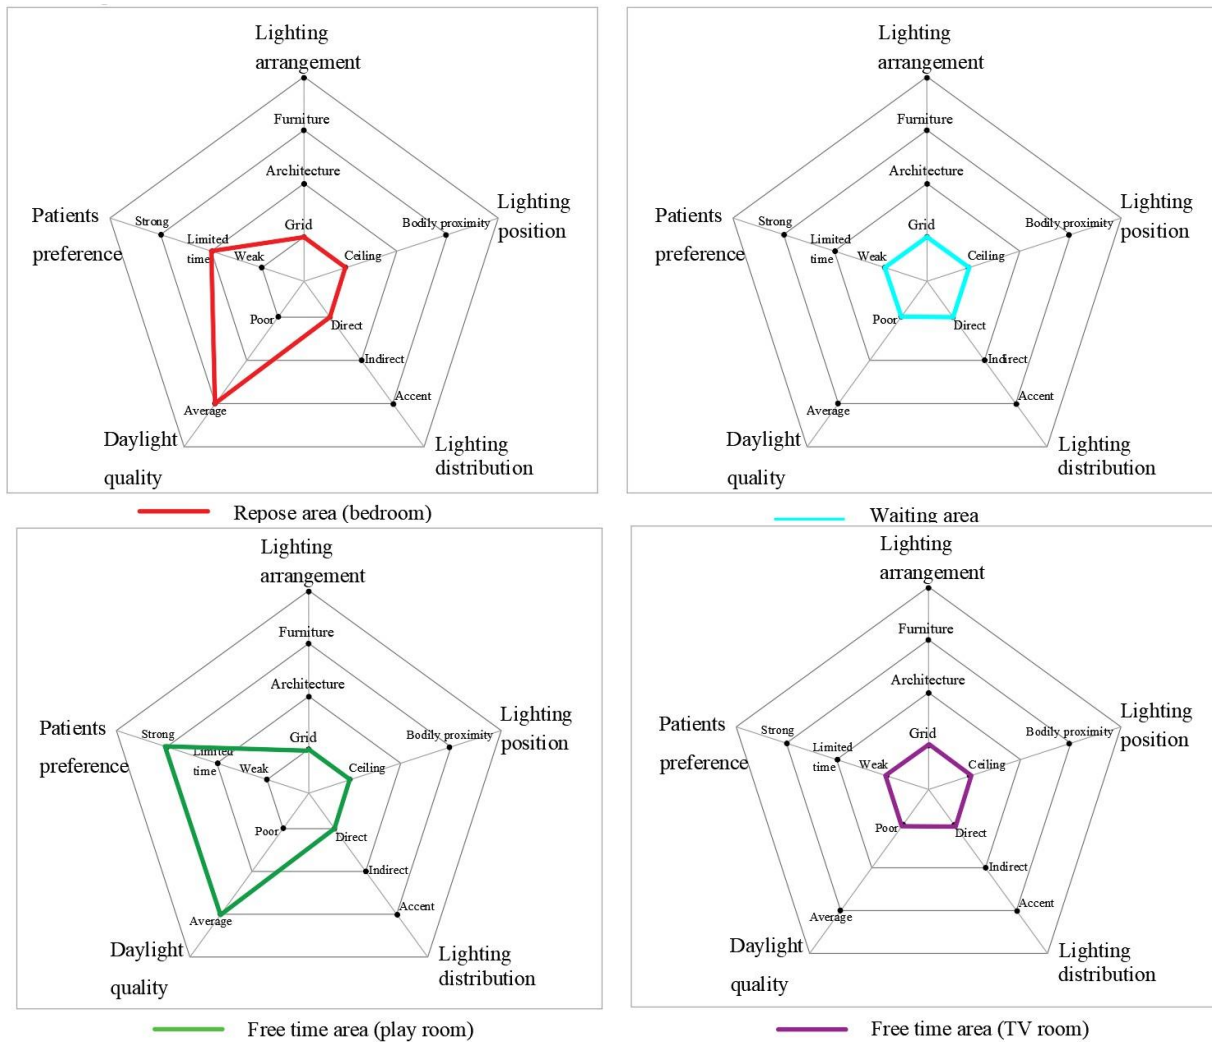 Lighting
arrangement
Furniture
Architecture
Grid
Ceiling
Bodily proximity
Lighting
position
Patients
preference
Strong
Limited
time
Weak
Poor
Direct
Indirect
Accent
Average
Daylight
quality
Lighting
distribution
Repose area (bedroom)
Lighting
arrangement
Furniture
Architecture
Grid
Ceiling
Bodily proximity
Lighting
position
Patients
preference
Strong
Limited
time
Weak
Poor
Direct
Indirect
Accent
Average
Daylight
quality
Lighting
distribution
Waiting area
Lighting
arrangement
Furniture
Architecture
Grid
Ceiling
Bodily proximity
Lighting
position
Patients
preference
Strong
Limited
time
Weak
Poor
Direct
Indirect
Accent
Average
Daylight
quality
Lighting
distribution
Free time area (play room)
Lighting
arrangement
Furniture
Architecture
Grid
Ceiling
Bodily proximity
Lighting
position
Patients
preference
Strong
Limited
time
Weak
Poor
Direct
Indirect
Accent
Average
Daylight
quality
Lighting
distribution
Free time area (TV room)